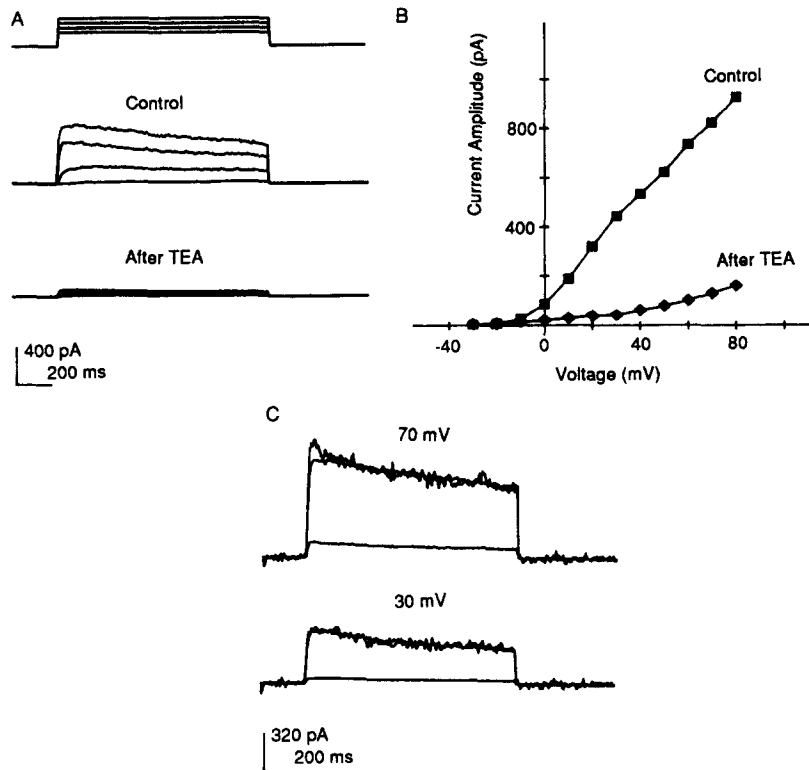 A
Control
After TEA
400 pA
200 ms
B
Current Amplitude (pA)
800
400
Control
After TEA
-40
0
40
80
Voltage (mV)
C
70 mV
30 mV
320 pA
200 ms